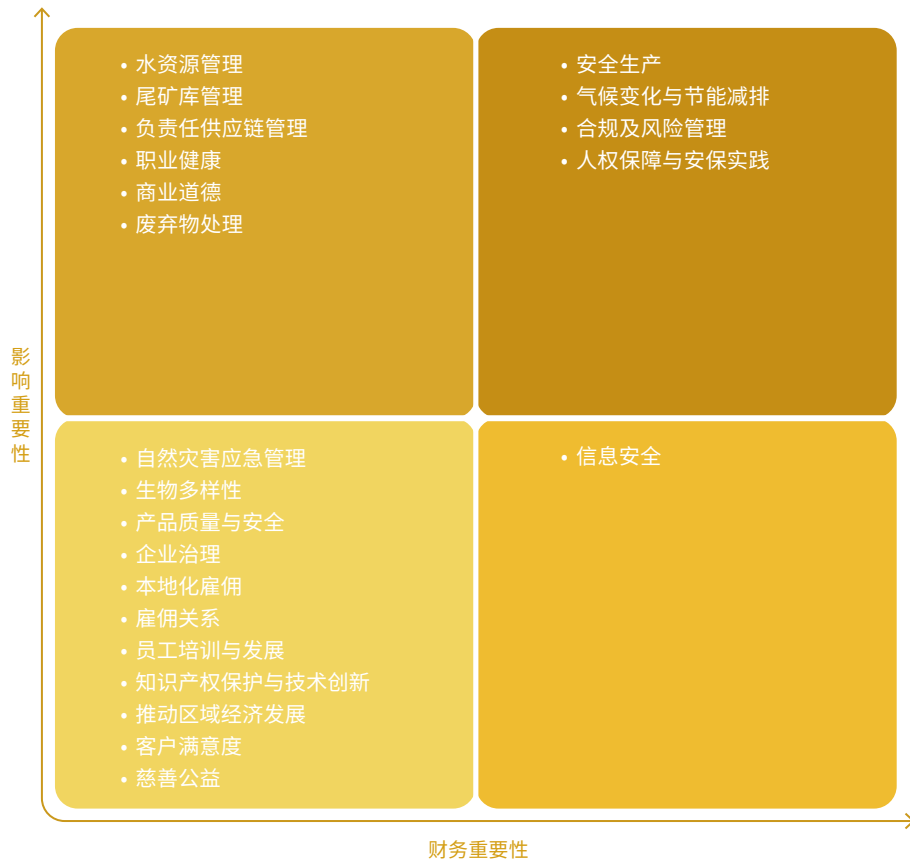 • 水资源管理
• 尾矿库管理
• 负责任供应链管理
• 职业健康
• 商业道德
• 废弃物处理
• 安全生产
• 气候变化与节能减排
• 合规及风险管理
• 人权保障与安保实践
影响重要性
• 自然灾害应急管理
• 生物多样性
• 产品质量与安全
• 企业治理
• 本地化雇佣
• 雇佣关系
• 员工培训与发展
• 知识产权保护与技术创新
• 推动区域经济发展
• 客户满意度
• 慈善公益
• 信息安全
财务重要性